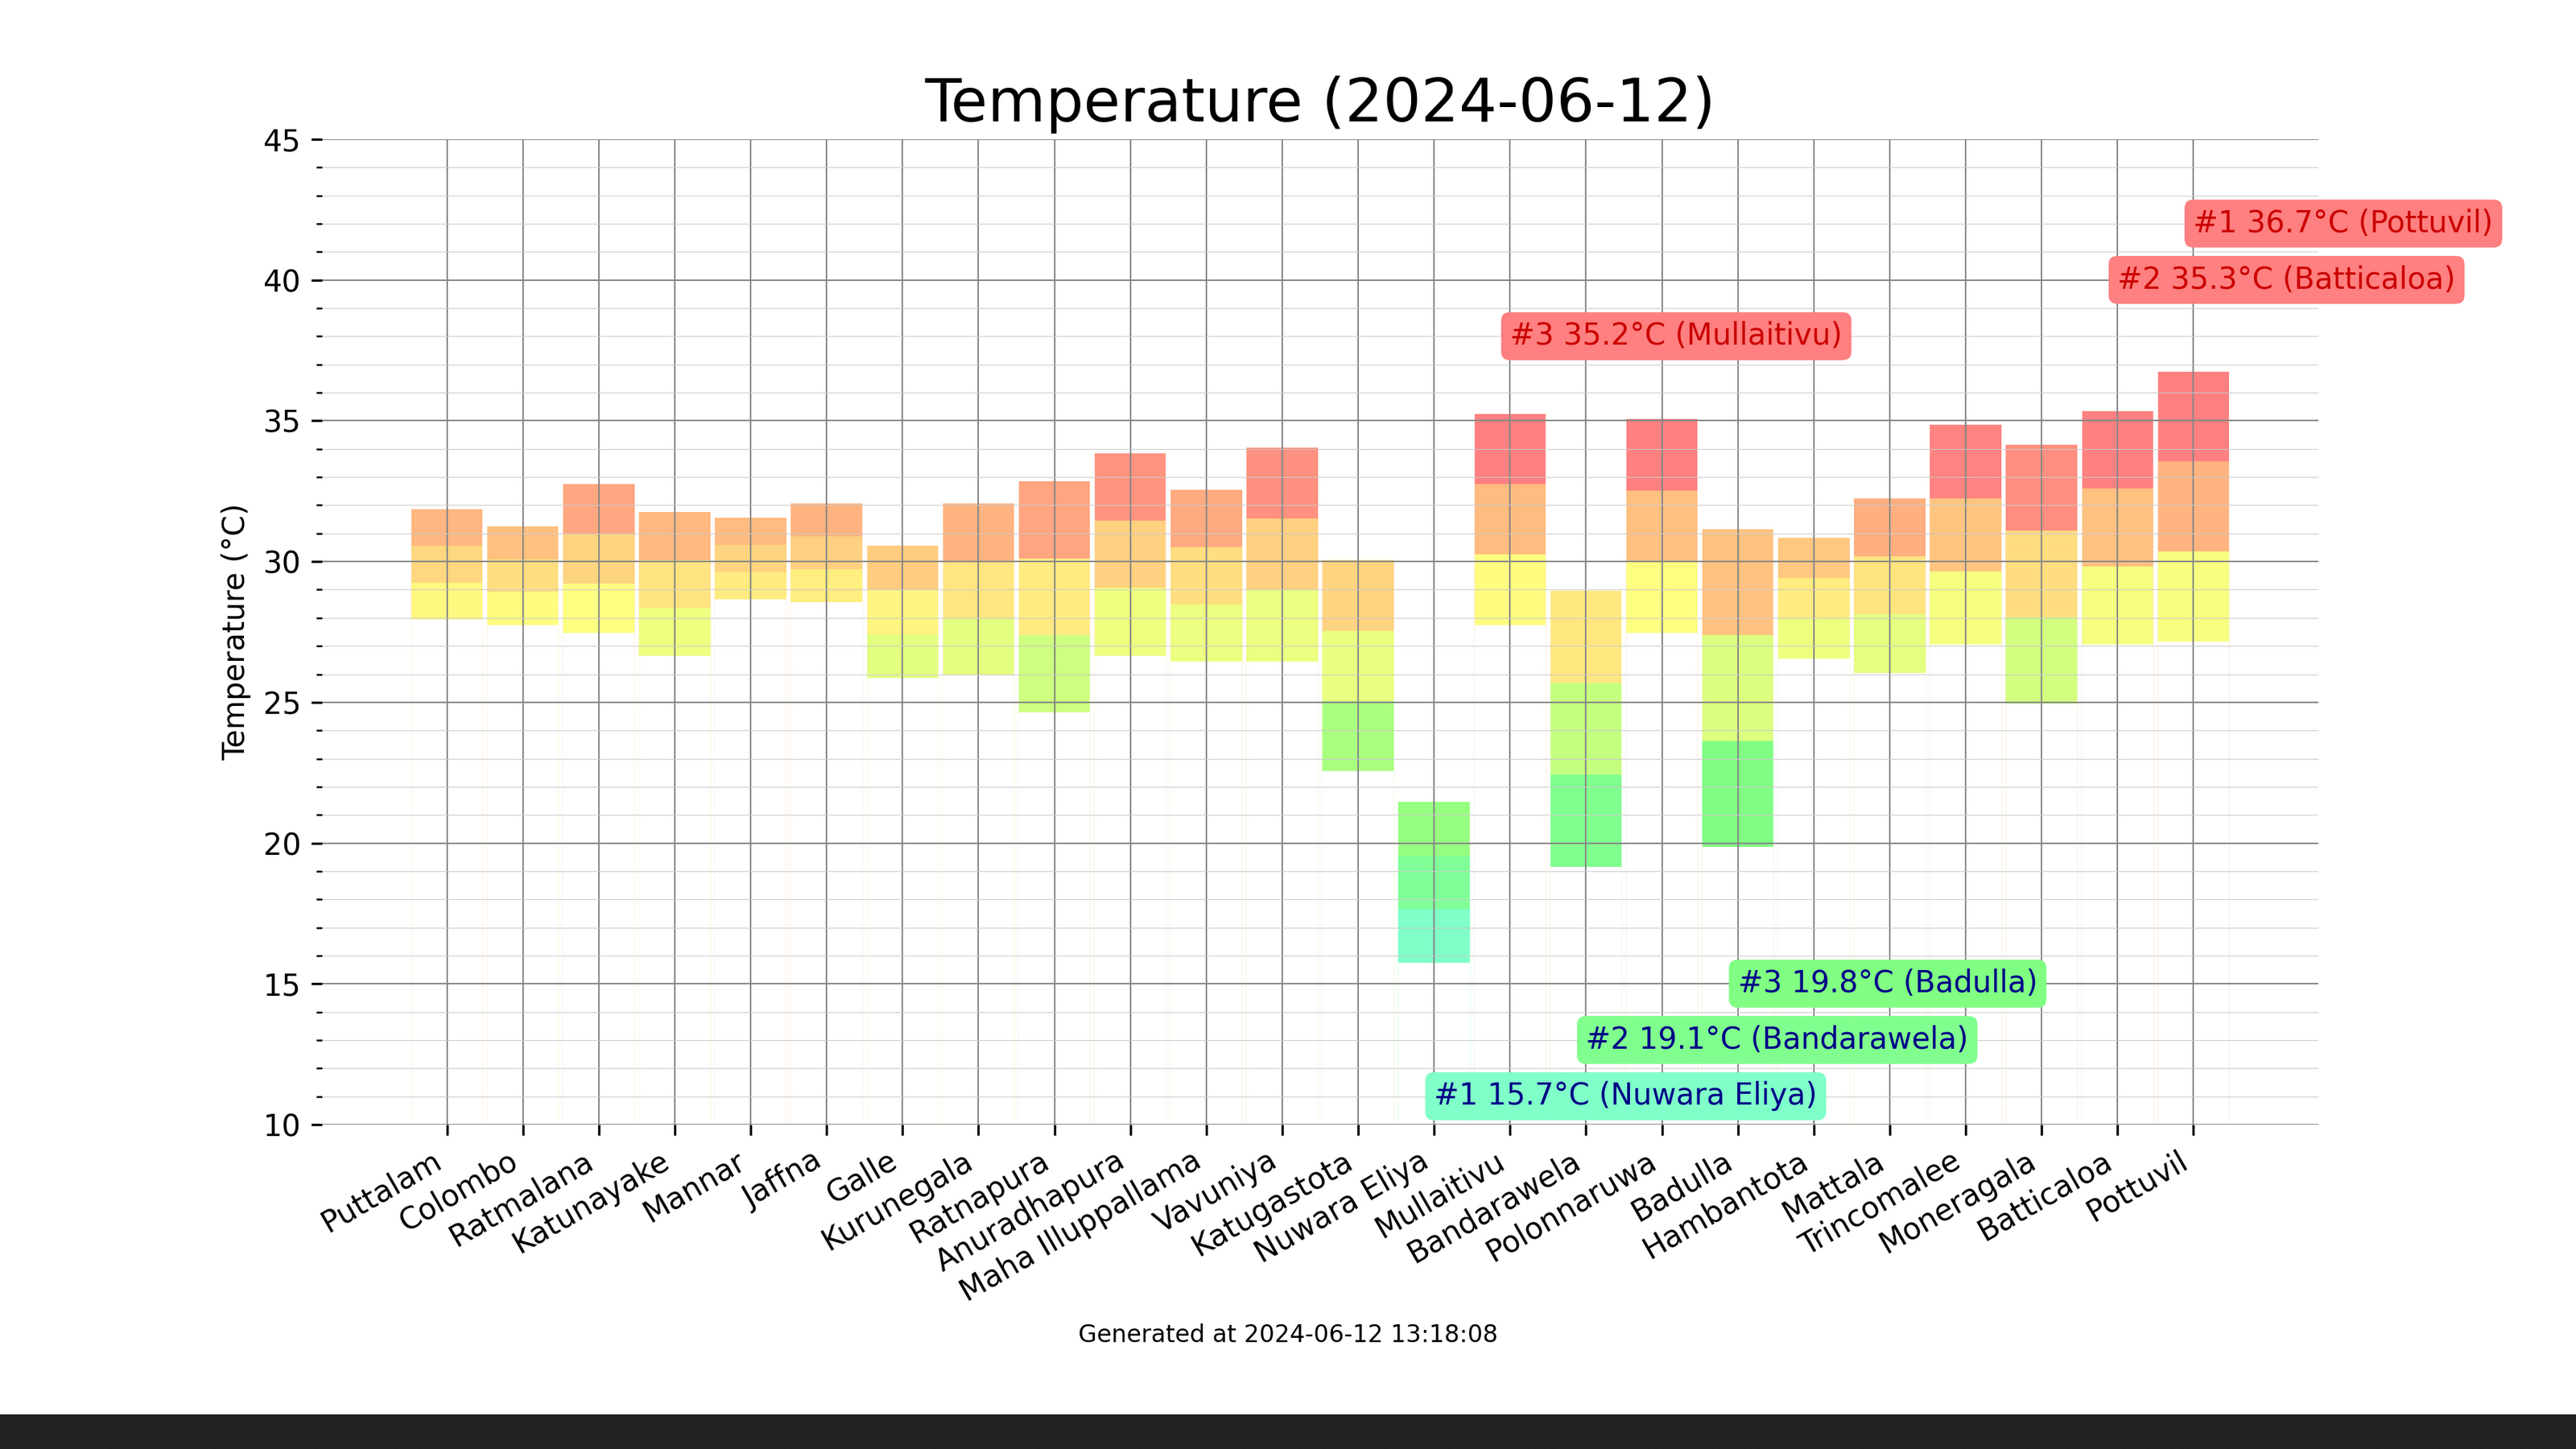 Temperature (2024-06-12)
45
40
35
30
25
20
15
10
Temperature (°C)
#1 36.7°C (Pottuvil)
#2 35.3°C (Batticaloa)
#3 35.2°C (Mullaitivu)
#3 19.8°C (Badulla)
#2 19.1°C (Bandarawela)
#1 15.7°C (Nuwara Eliya)
Puttalam
Colombo
Ratmalana
Katunayake
Mannar
Jaffna
Galle
Kurunegala
Ratnapura
Anuradhapura
Maha Illuppallama
Vavuniya
Katugastota
Nuwara Eliya
Mullaitivu
Bandarawela
Polonnaruwa
Badulla
Hambantota
Mattala
Trincomalee
Moneragala
Batticaloa
Pottuvil
Generated at 2024-06-12 13:18:08